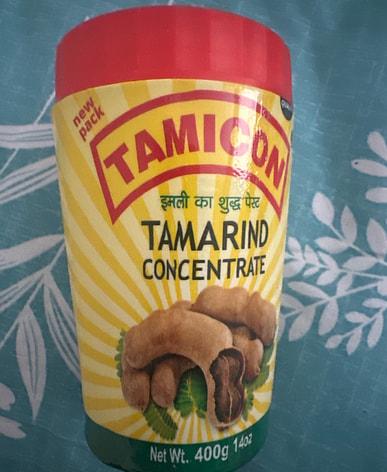 new
pack
TAMICON
इमली का शुद्ध पेस्ट
TAMARIND
CONCENTRATE
Net Wt. 400g 14oz